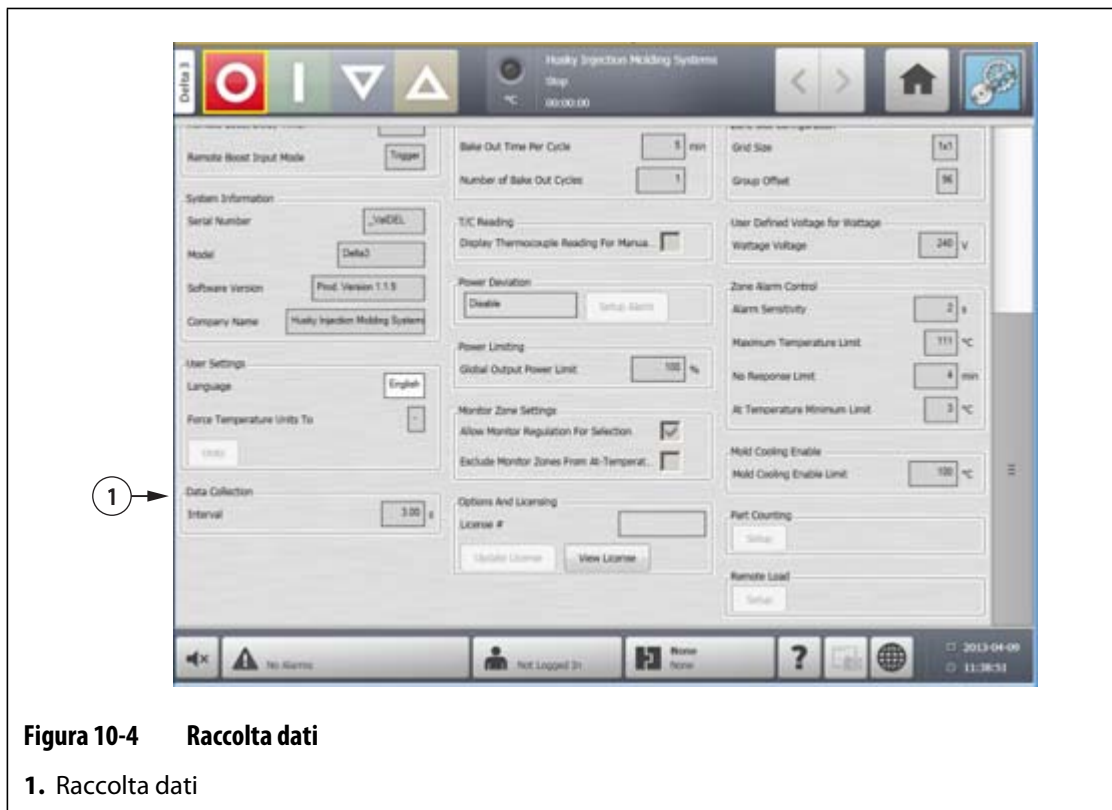 Delta 3
Husky Injection Molding Systems
Stop
°C
00:00:00
Remote Boost Input Mode
Trigger
System Information
Serial Number
_ValDEL
Model
Delta3
Software Version
Prod. Version 1.1.9
Company Name
Husky Injection Molding Systems
User Settings
Language
English
Force Temperature Units To
-
Units
Data Collection
Interval
3.00 s
Bake Out Time Per Cycle
5 min
Number of Bake Out Cycles
1
T/C Reading
Display Thermocouple Reading For Manua..
Power Deviation
Disable
Setup Alarm
Power Limiting
Global Output Power Limit
100 %
Monitor Zone Settings
Allow Monitor Regulation For Selection
Exclude Monitor Zones From At-Temperat..
Options And Licensing
License #
Update License
View License
Grid Size
1x1
Group Offset
96
User Defined Voltage for Wattage
Wattage Voltage
240 V
Zone Alarm Control
Alarm Sensitivity
2 s
Maximum Temperature Limit
111 °C
No Response Limit
4 min
At Temperature Minimum Limit
3 °C
Mold Cooling Enable
Mold Cooling Enable Limit
100 °C
Part Counting
Setup
Remote Load
Setup
1
No Alarms
Not Logged In
None
None
?
2013-04-09
11:38:51
Figura 10-4 Raccolta dati
1. Raccolta dati